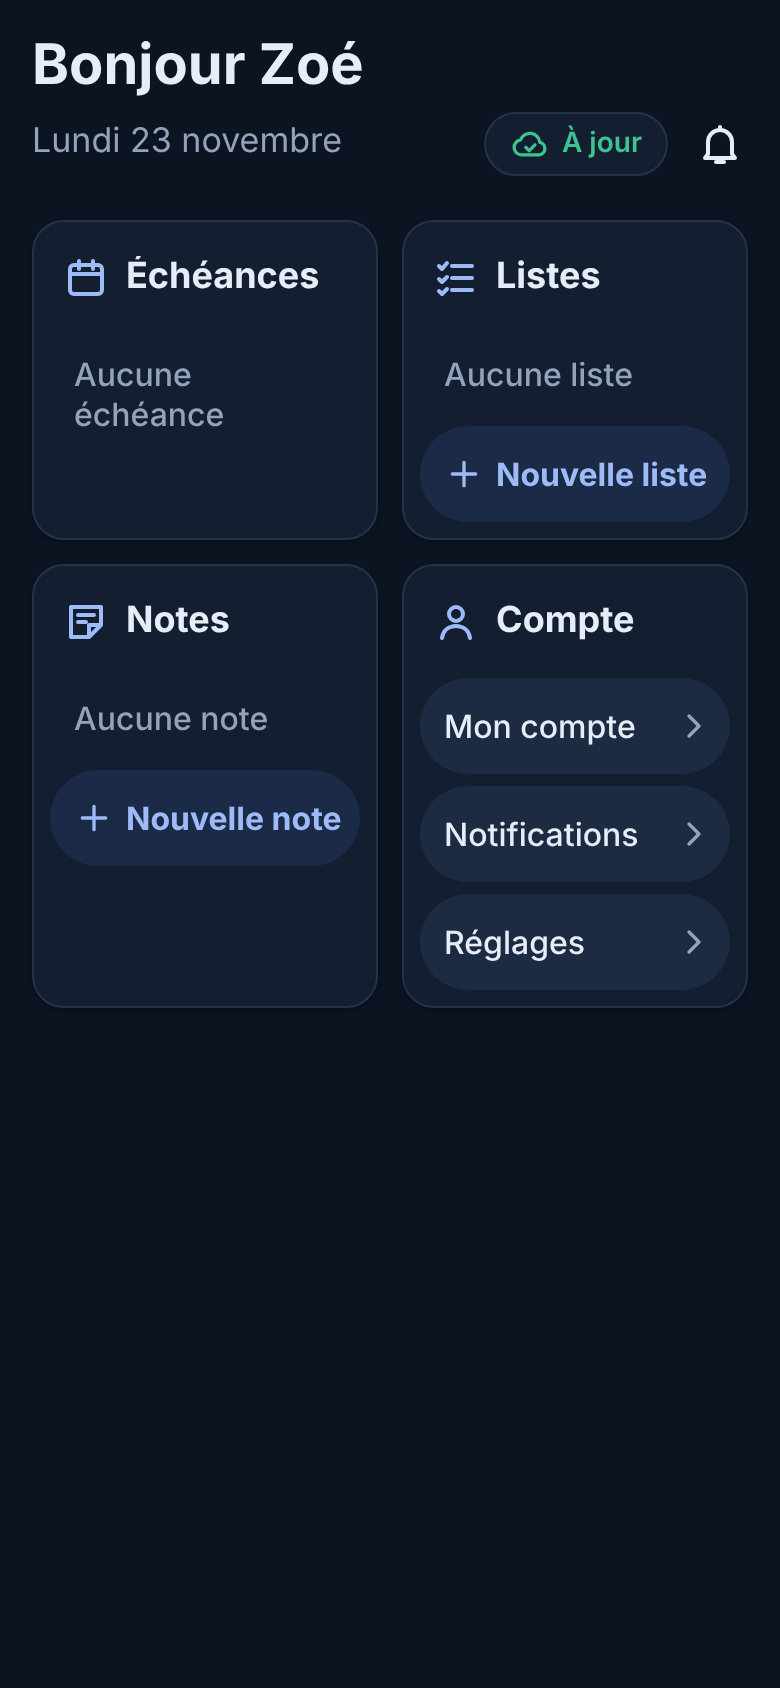 Bonjour Zoé
Lundi 23 novembre
À jour
Échéances
Aucune
échéance
Listes
Aucune liste
Nouvelle liste
Notes
Aucune note
Nouvelle note
Compte
Mon compte
Notifications
Réglages